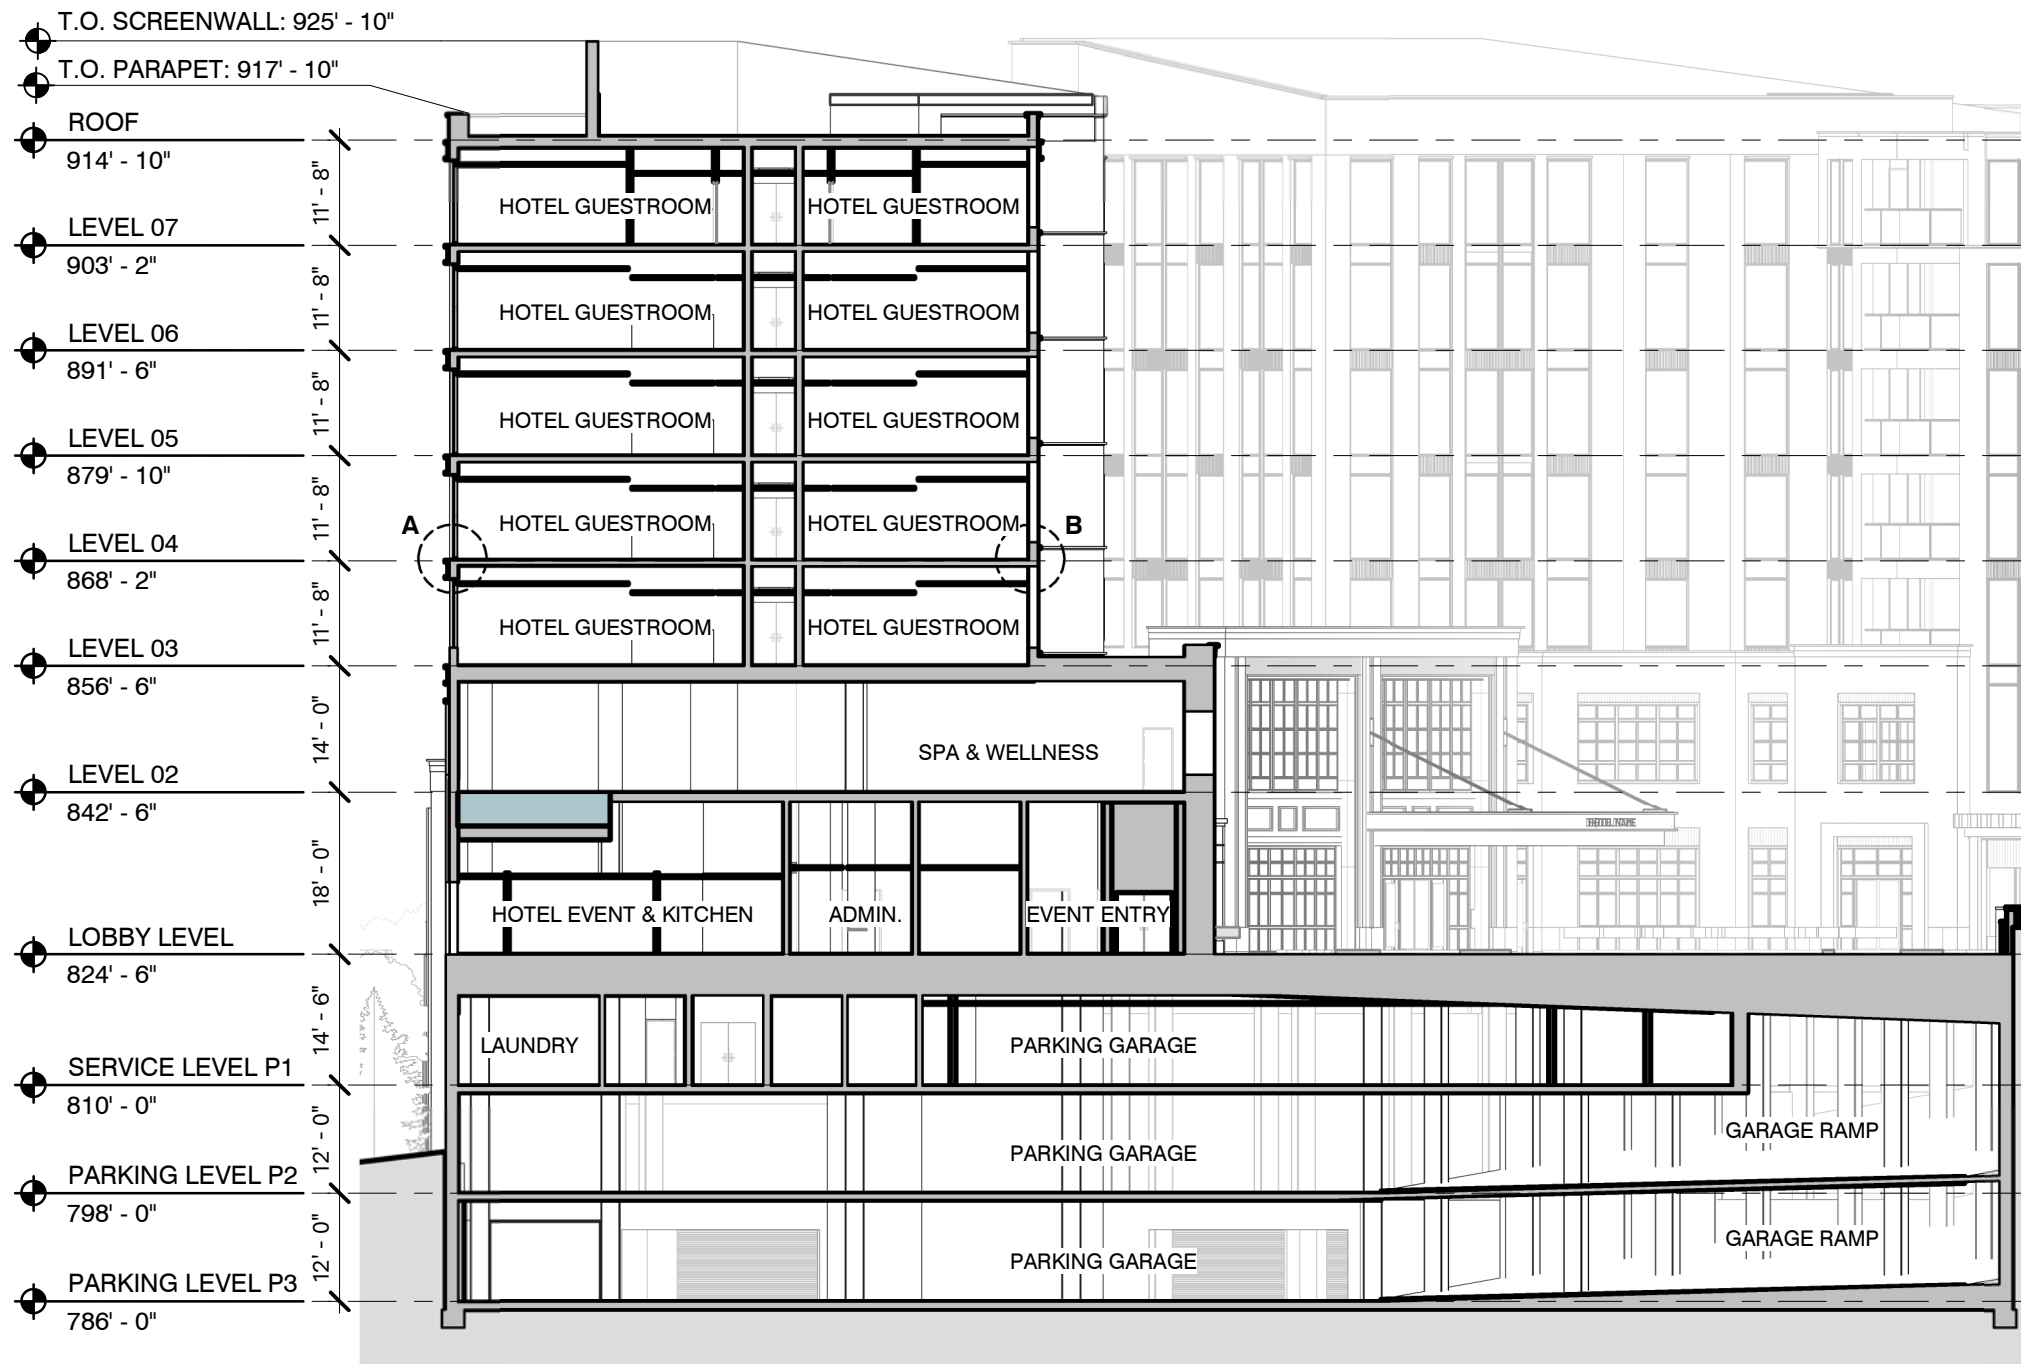 T.O. SCREENWALL: 925' - 10"
T.O. PARAPET: 917' - 10"
ROOF
914' - 10"
11' - 8"
HOTEL GUESTROOM
HOTEL GUESTROOM
LEVEL 07
903' - 2"
11' - 8"
HOTEL GUESTROOM
HOTEL GUESTROOM
LEVEL 06
891' - 6"
11' - 8"
HOTEL GUESTROOM
HOTEL GUESTROOM
LEVEL 05
879' - 10"
11' - 8"
HOTEL GUESTROOM
HOTEL GUESTROOM
A
B
LEVEL 04
868' - 2"
11' - 8"
HOTEL GUESTROOM
HOTEL GUESTROOM
LEVEL 03
856' - 6"
14' - 0"
SPA & WELLNESS
LEVEL 02
842' - 6"
HOTEL NAME
18' - 0"
HOTEL EVENT & KITCHEN
ADMIN.
EVENT ENTRY
LOBBY LEVEL
824' - 6"
14' - 6"
LAUNDRY
PARKING GARAGE
SERVICE LEVEL P1
810' - 0"
12' - 0"
PARKING GARAGE
GARAGE RAMP
PARKING LEVEL P2
798' - 0"
12' - 0"
PARKING GARAGE
GARAGE RAMP
PARKING LEVEL P3
786' - 0"